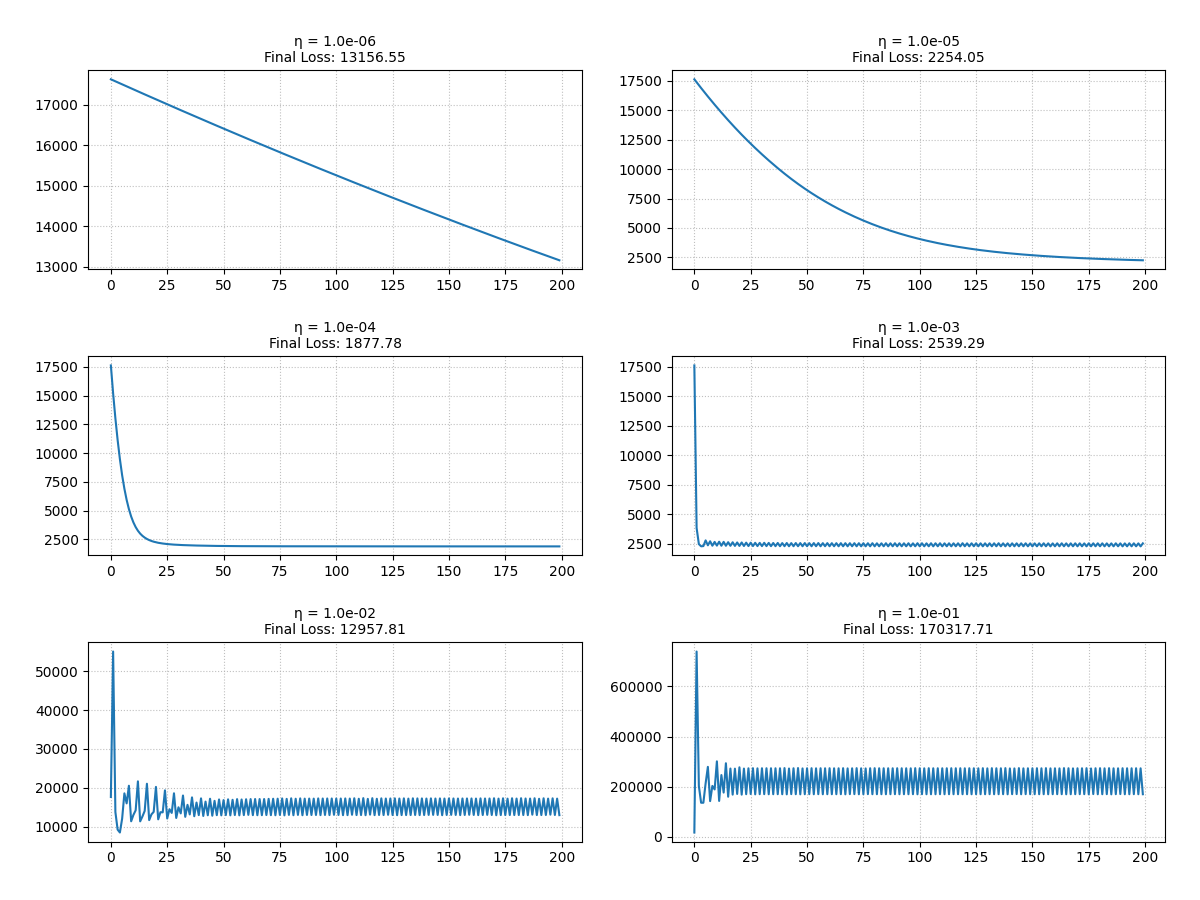 η = 1.0e-06
Final Loss: 13156.55
17000
16000
15000
14000
13000
0 25 50 75 100 125 150 175 200
η = 1.0e-05
Final Loss: 2254.05
17500
15000
12500
10000
7500
5000
2500
0 25 50 75 100 125 150 175 200
η = 1.0e-04
Final Loss: 1877.78
17500
15000
12500
10000
7500
5000
2500
0 25 50 75 100 125 150 175 200
η = 1.0e-03
Final Loss: 2539.29
17500
15000
12500
10000
7500
5000
2500
0 25 50 75 100 125 150 175 200
η = 1.0e-02
Final Loss: 12957.81
50000
40000
30000
20000
10000
0 25 50 75 100 125 150 175 200
η = 1.0e-01
Final Loss: 170317.71
600000
400000
200000
0
0 25 50 75 100 125 150 175 200